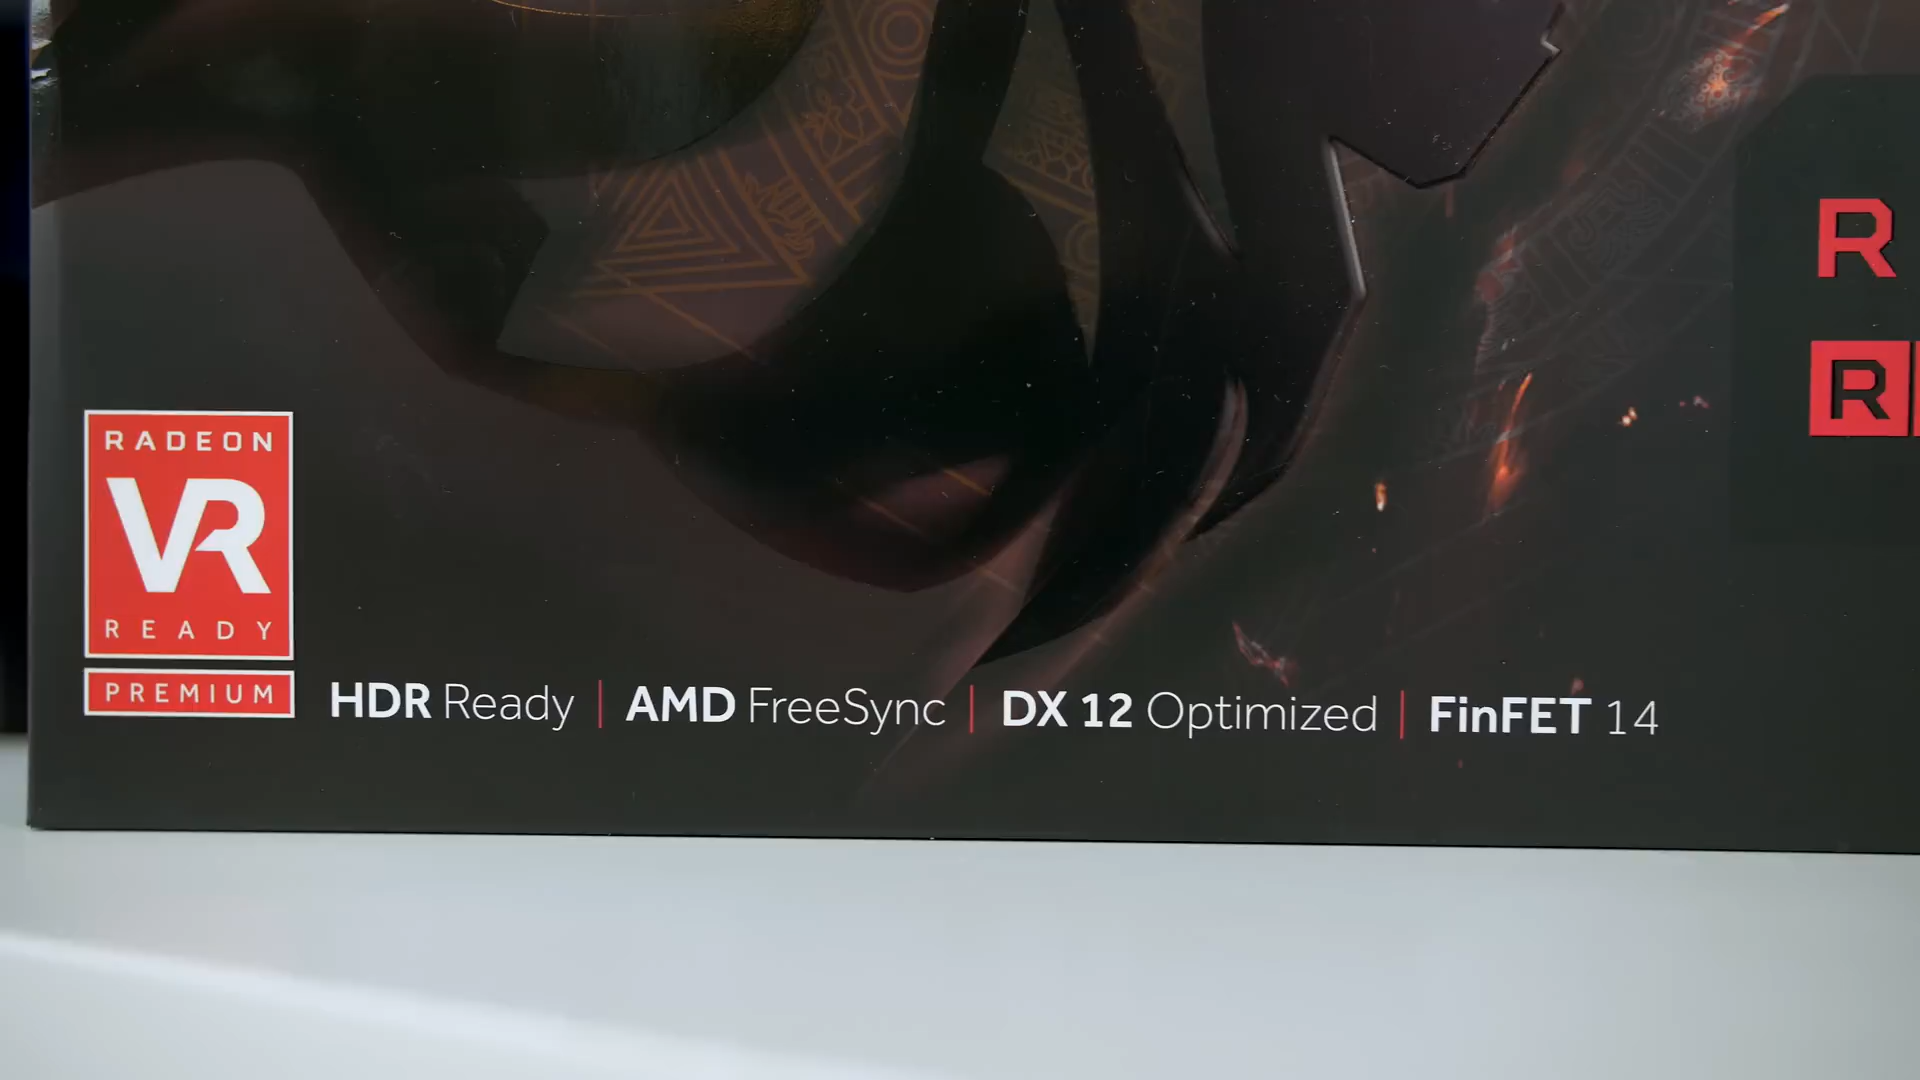 R
R
RADEON
VR
READY
PREMIUM
HDR Ready | AMD FreeSync | DX 12 Optimized | FinFET 14